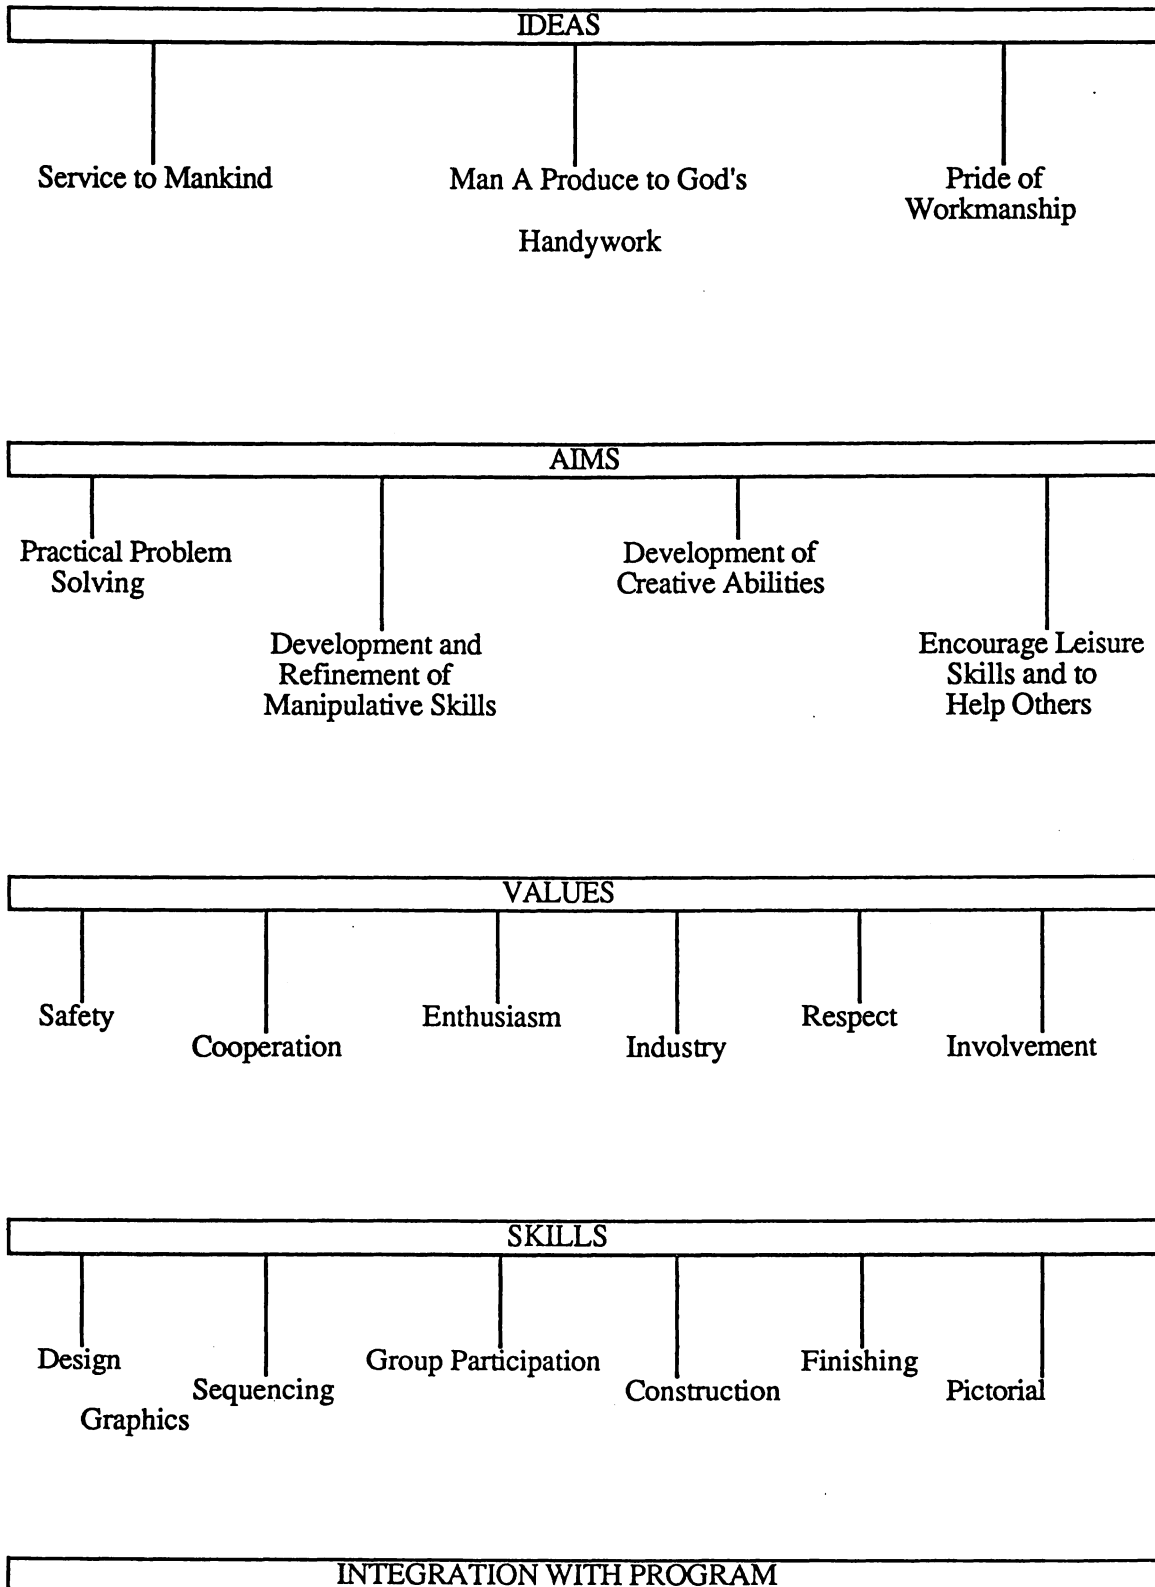 IDEAS
Service to Mankind
Man A Produce to God's
Handywork
Pride of
Workmanship
AIMS
Practical Problem
Solving
Development and
Refinement of
Manipulative Skills
Development of
Creative Abilities
Encourage Leisure
Skills and to
Help Others
VALUES
Safety
Cooperation
Enthusiasm
Industry
Respect
Involvement
SKILLS
Design
Graphics
Sequencing
Group Participation
Construction
Finishing
Pictorial
INTEGRATION WITH PROGRAM